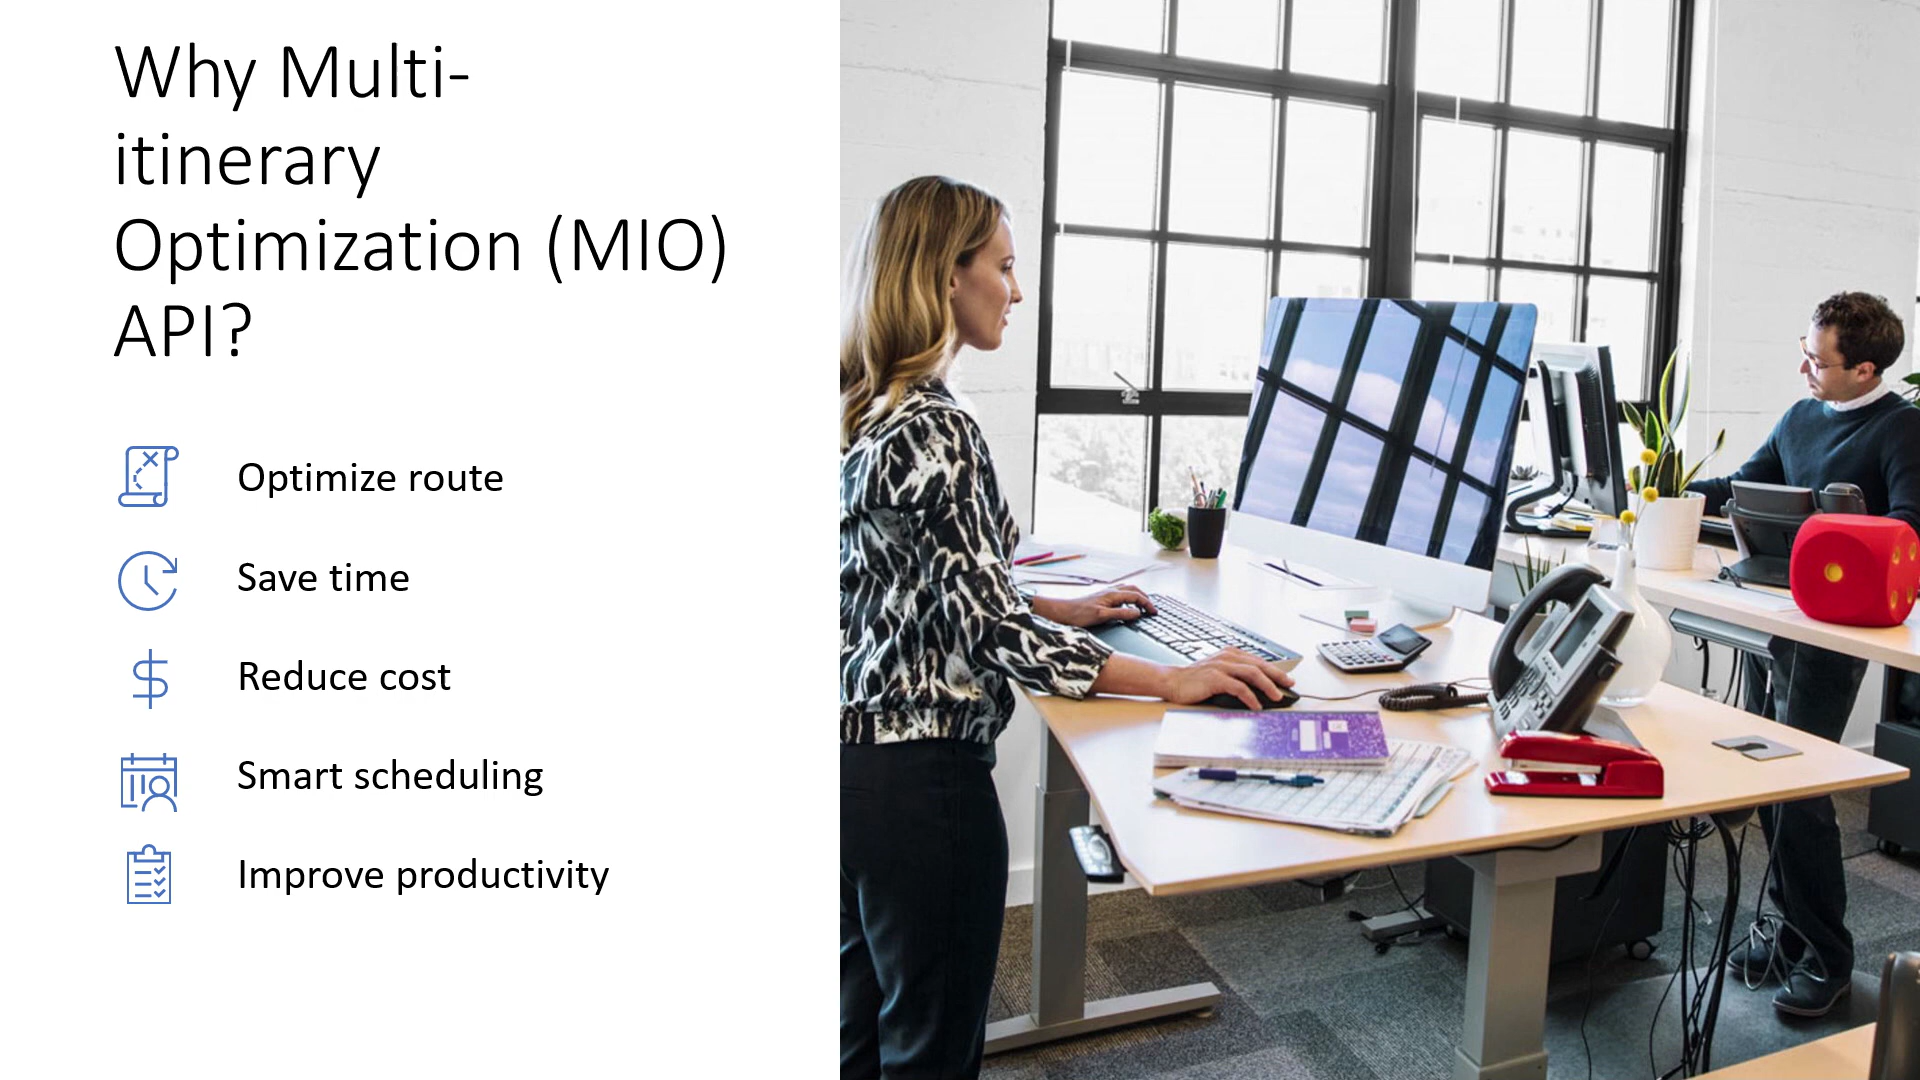 Why Multi-
itinerary
Optimization (MIO)
API?
Optimize route
Save time
Reduce cost
Smart scheduling
Improve productivity